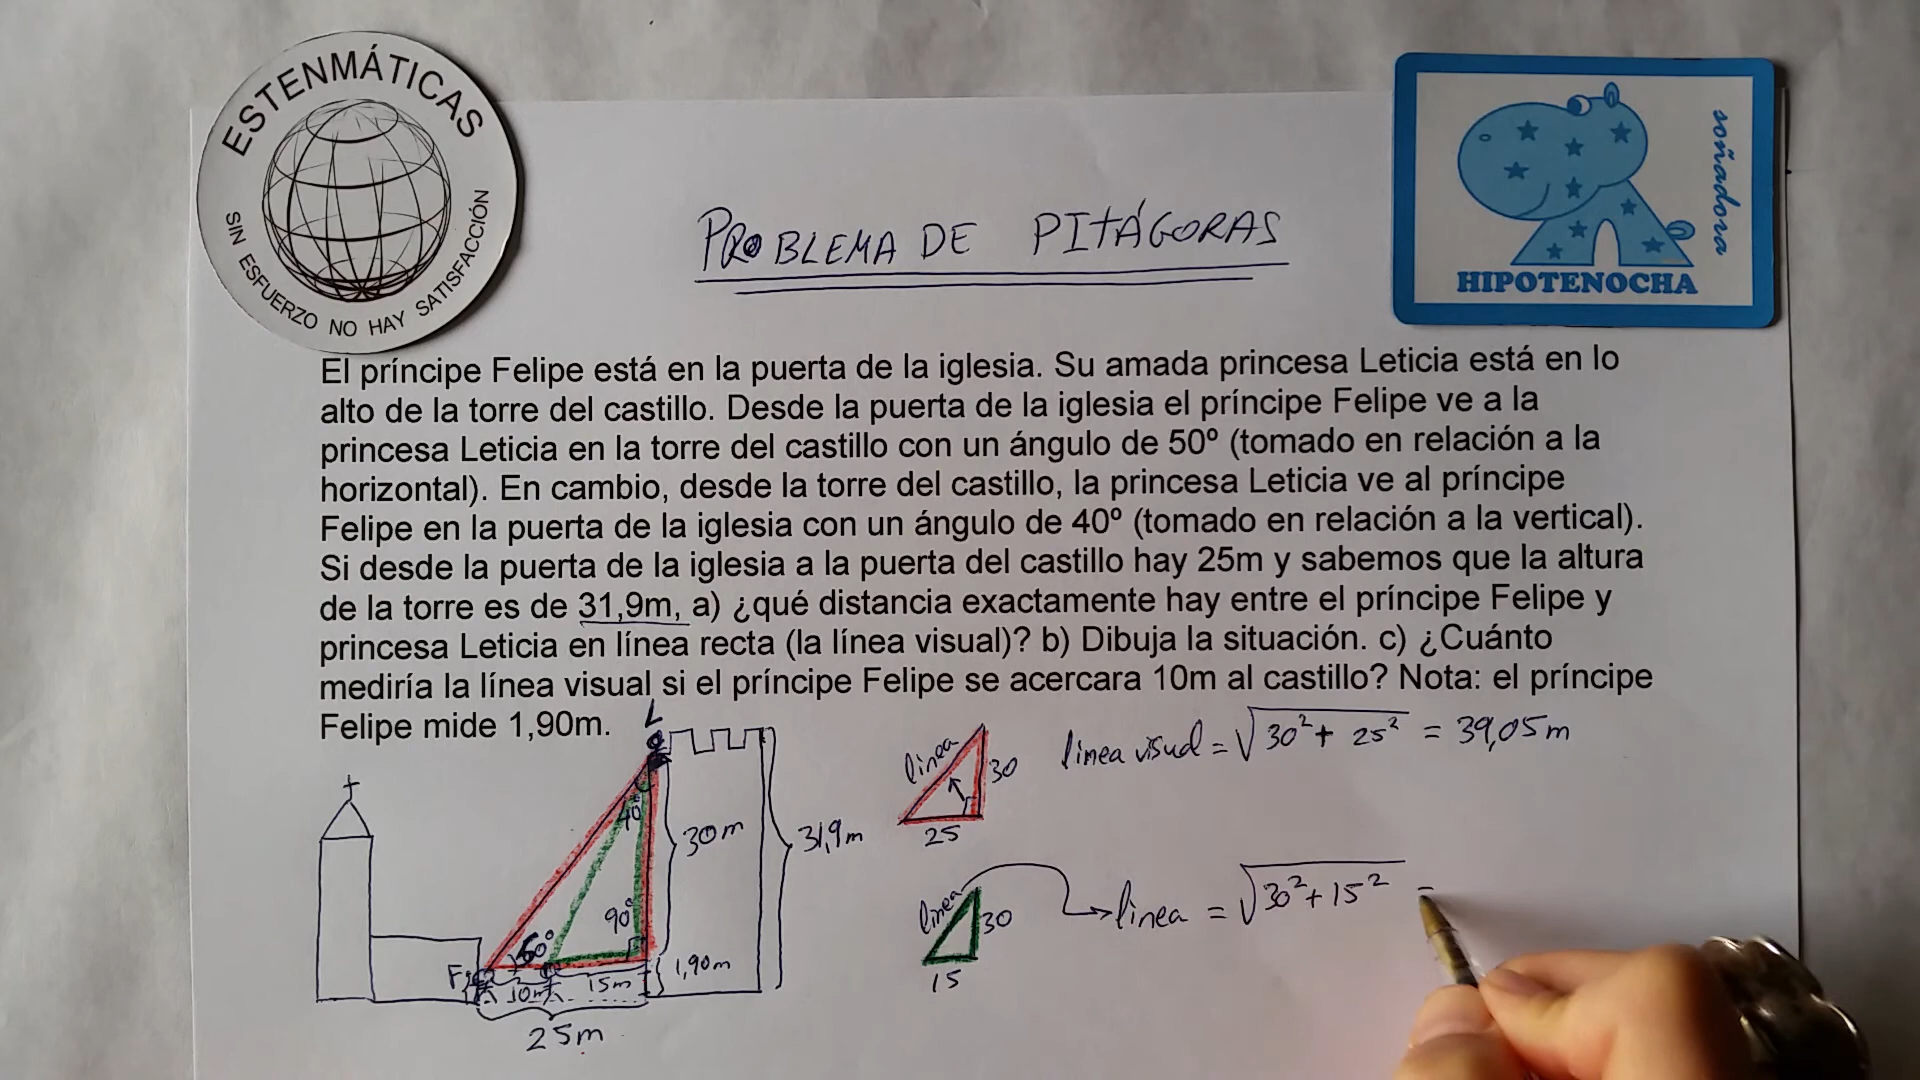 ESTENMÁTICAS
SIN ESFUERZO NO HAY SATISFACCIÓN
soñadora
HIPOTENOCHA
PROBLEMA DE PITÁGORAS
El príncipe Felipe está en la puerta de la iglesia. Su amada princesa Leticia está en lo
alto de la torre del castillo. Desde la puerta de la iglesia el príncipe Felipe ve a la
princesa Leticia en la torre del castillo con un ángulo de 50º (tomado en relación a la
horizontal). En cambio, desde la torre del castillo, la princesa Leticia ve al príncipe
Felipe en la puerta de la iglesia con un ángulo de 40º (tomado en relación a la vertical).
Si desde la puerta de la iglesia a la puerta del castillo hay 25m y sabemos que la altura
de la torre es de 31,9m, a) ¿qué distancia exactamente hay entre el príncipe Felipe y
princesa Leticia en línea recta (la línea visual)? b) Dibuja la situación. c) ¿Cuánto
mediría la línea visual si el príncipe Felipe se acercara 10m al castillo? Nota: el príncipe
Felipe mide 1,90m.
L
40º
30m
31,9m
90º
50º
F
1,90m
10m
15m
25m
linea
30
25
linea visual = √30²+ 25² = 39,05m
linea
30
15
linea = √30²+15² =